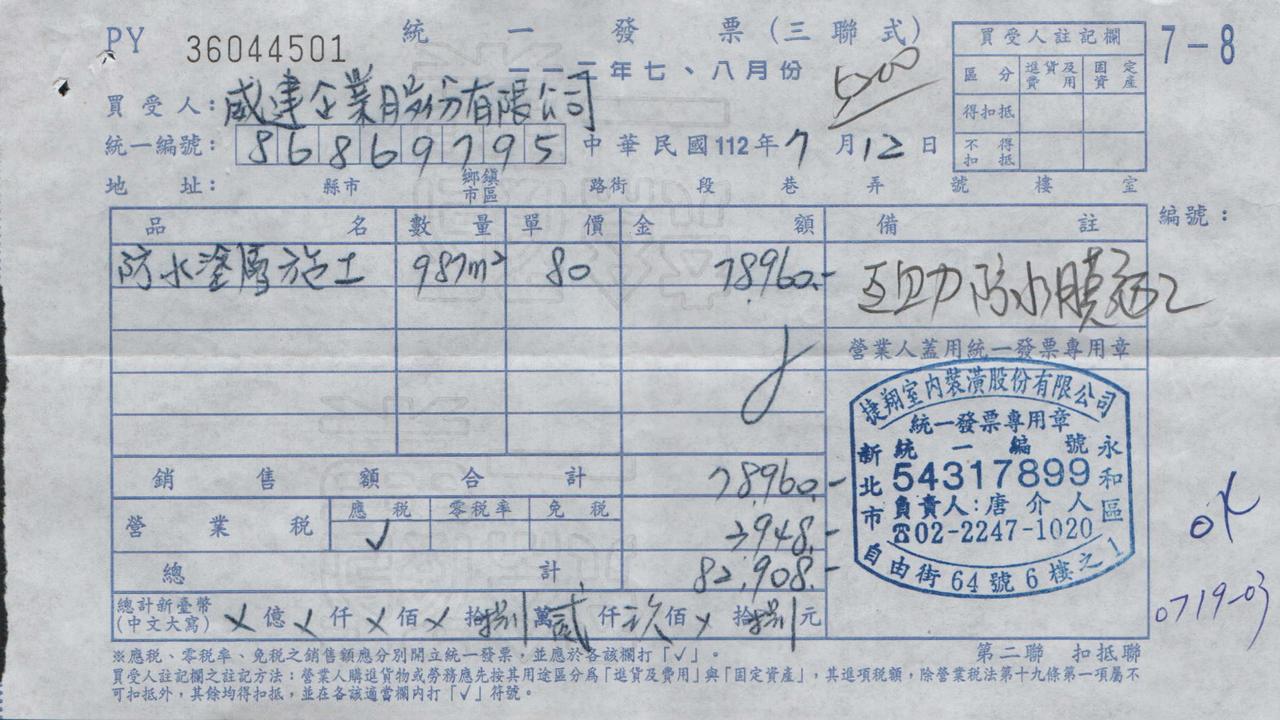 PY 36044501 統一發票(三聯式)
一一二年七、八月份
5200
7-8
買受人註記欄
區分 進貨及費用 固定資產
得扣抵
不得扣抵
買受人:威建企業股份有限公司
統一編號:86869795 中華民國112年7月12日
地址: 縣市 鄉鎮市區 路街 段 巷 弄 號 樓 室
編號:
品名 數量 單價 金額 備註
防水塗膜施工 987m² 80 78960.- 防水膜施工
營業人蓋用統一發票專用章
捷翔室內裝潢股份有限公司
統一發票專用章
統一編號
54317899
負責人:唐介人
☎02-2247-1020
新北市永和區
自由街64號6樓之1
銷售額合計 78,960.-
營業稅 應稅 ✓ 零稅率 免稅 3948.-
總計 82,908.-
總計新臺幣(中文大寫) ✓億✓仟✓佰✓拾捌萬貳仟玖佰✓拾捌元
OK
0719-03
第二聯 扣抵聯
※應稅、零稅率、免稅之銷售額應分別開立統一發票,並應於各該欄打「✓」。
買受人註記欄之註記方法:營業人購進貨物或勞務應先按其用途區分為「進貨及費用」與「固定資產」,其進項稅額,除營業稅法第十九條第一項屬不
可扣抵外,其餘均得扣抵,並在各該適當欄內打「✓」符號。